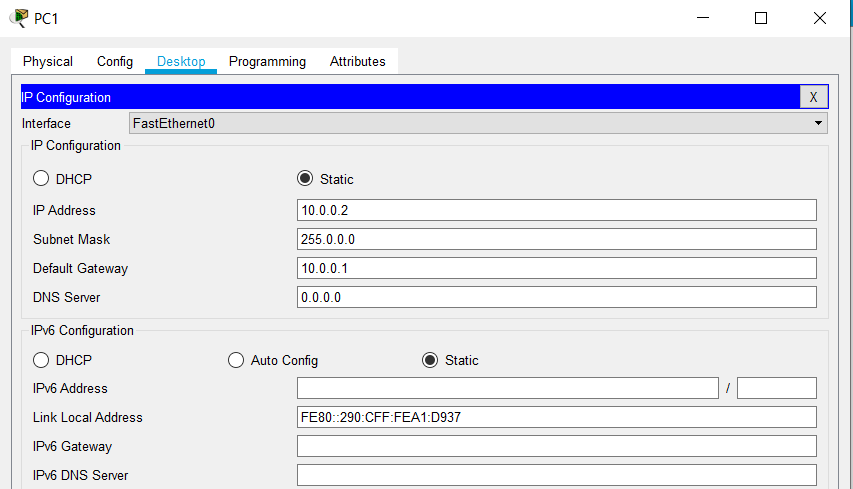 PC1
Physical Config Desktop Programming Attributes
IP Configuration X
Interface FastEthernet0
IP Configuration
DHCP Static
IP Address 10.0.0.2
Subnet Mask 255.0.0.0
Default Gateway 10.0.0.1
DNS Server 0.0.0.0
IPv6 Configuration
DHCP Auto Config Static
IPv6 Address /
Link Local Address FE80::290:CFF:FEA1:D937
IPv6 Gateway
IPv6 DNS Server